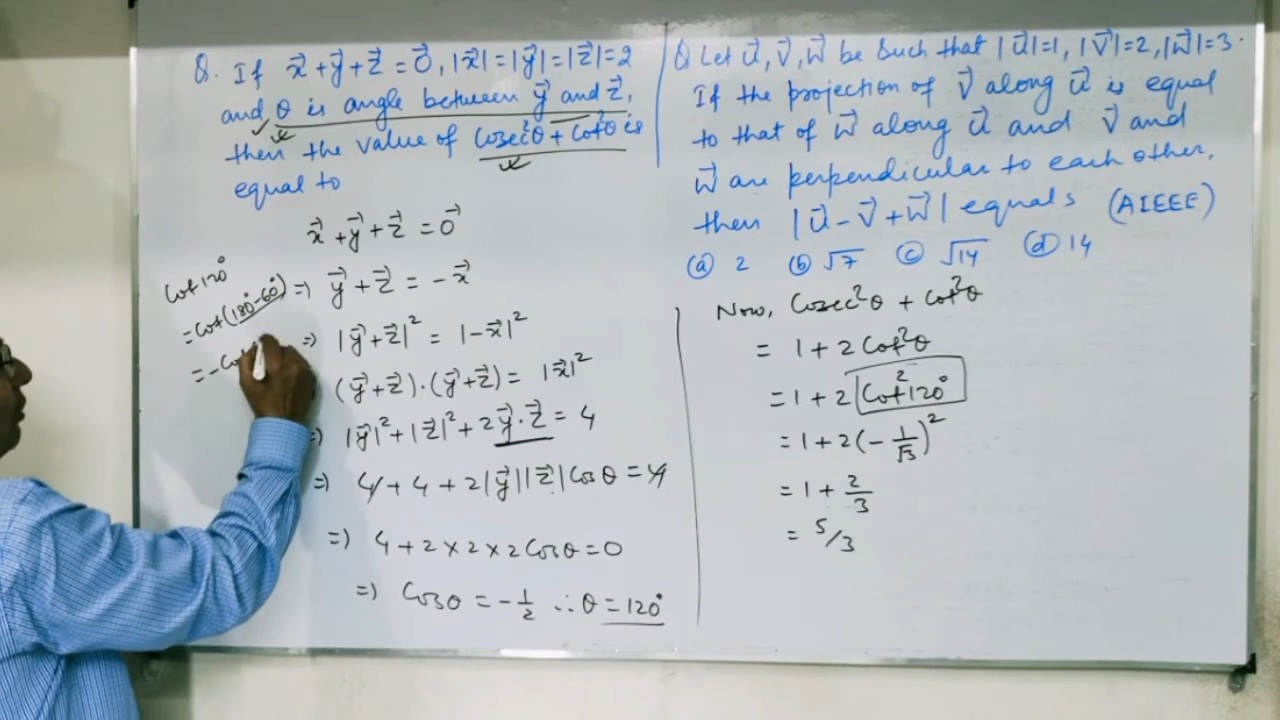 Q. If x⃗ + y⃗ + z⃗ = 0⃗, |x⃗| = |y⃗| = |z⃗| = 2
and θ is angle between y⃗ and z⃗,
then the value of Cosec²θ + Cot²θ is
equal to
x⃗ + y⃗ + z⃗ = 0⃗
=) y⃗ + z⃗ = -x⃗
=) |y⃗ + z⃗|² = |-x⃗|²
(y⃗ + z⃗)·(y⃗ + z⃗) = |x⃗|²
=) |y⃗|² + |z⃗|² + 2y⃗·z⃗ = 4
=) 4 + 4 + 2|y⃗||z⃗| Cosθ = 4
=) 4 + 2 × 2 × 2 Cosθ = 0
=) Cosθ = -1/2 ∴ θ = 120°
Cot 120°
= Cot(180° - 60°)
= - Co
Q Let u⃗, v⃗, w⃗ be Such that |u⃗| = 1, |v⃗| = 2, |w⃗| = 3.
If the projection of v⃗ along u⃗ is equal
to that of w⃗ along u⃗ and v⃗ and
w⃗ are perpendicular to each other,
then |u⃗ - v⃗ + w⃗| equals (AIEEE)
(a) 2 (b) √7 (c) √14 (d) 14
Now, Cosec²θ + Cot²θ
= 1 + 2 Cot²θ
= 1 + 2 Cot²120°
= 1 + 2(-1/√3)²
= 1 + 2/3
= 5/3